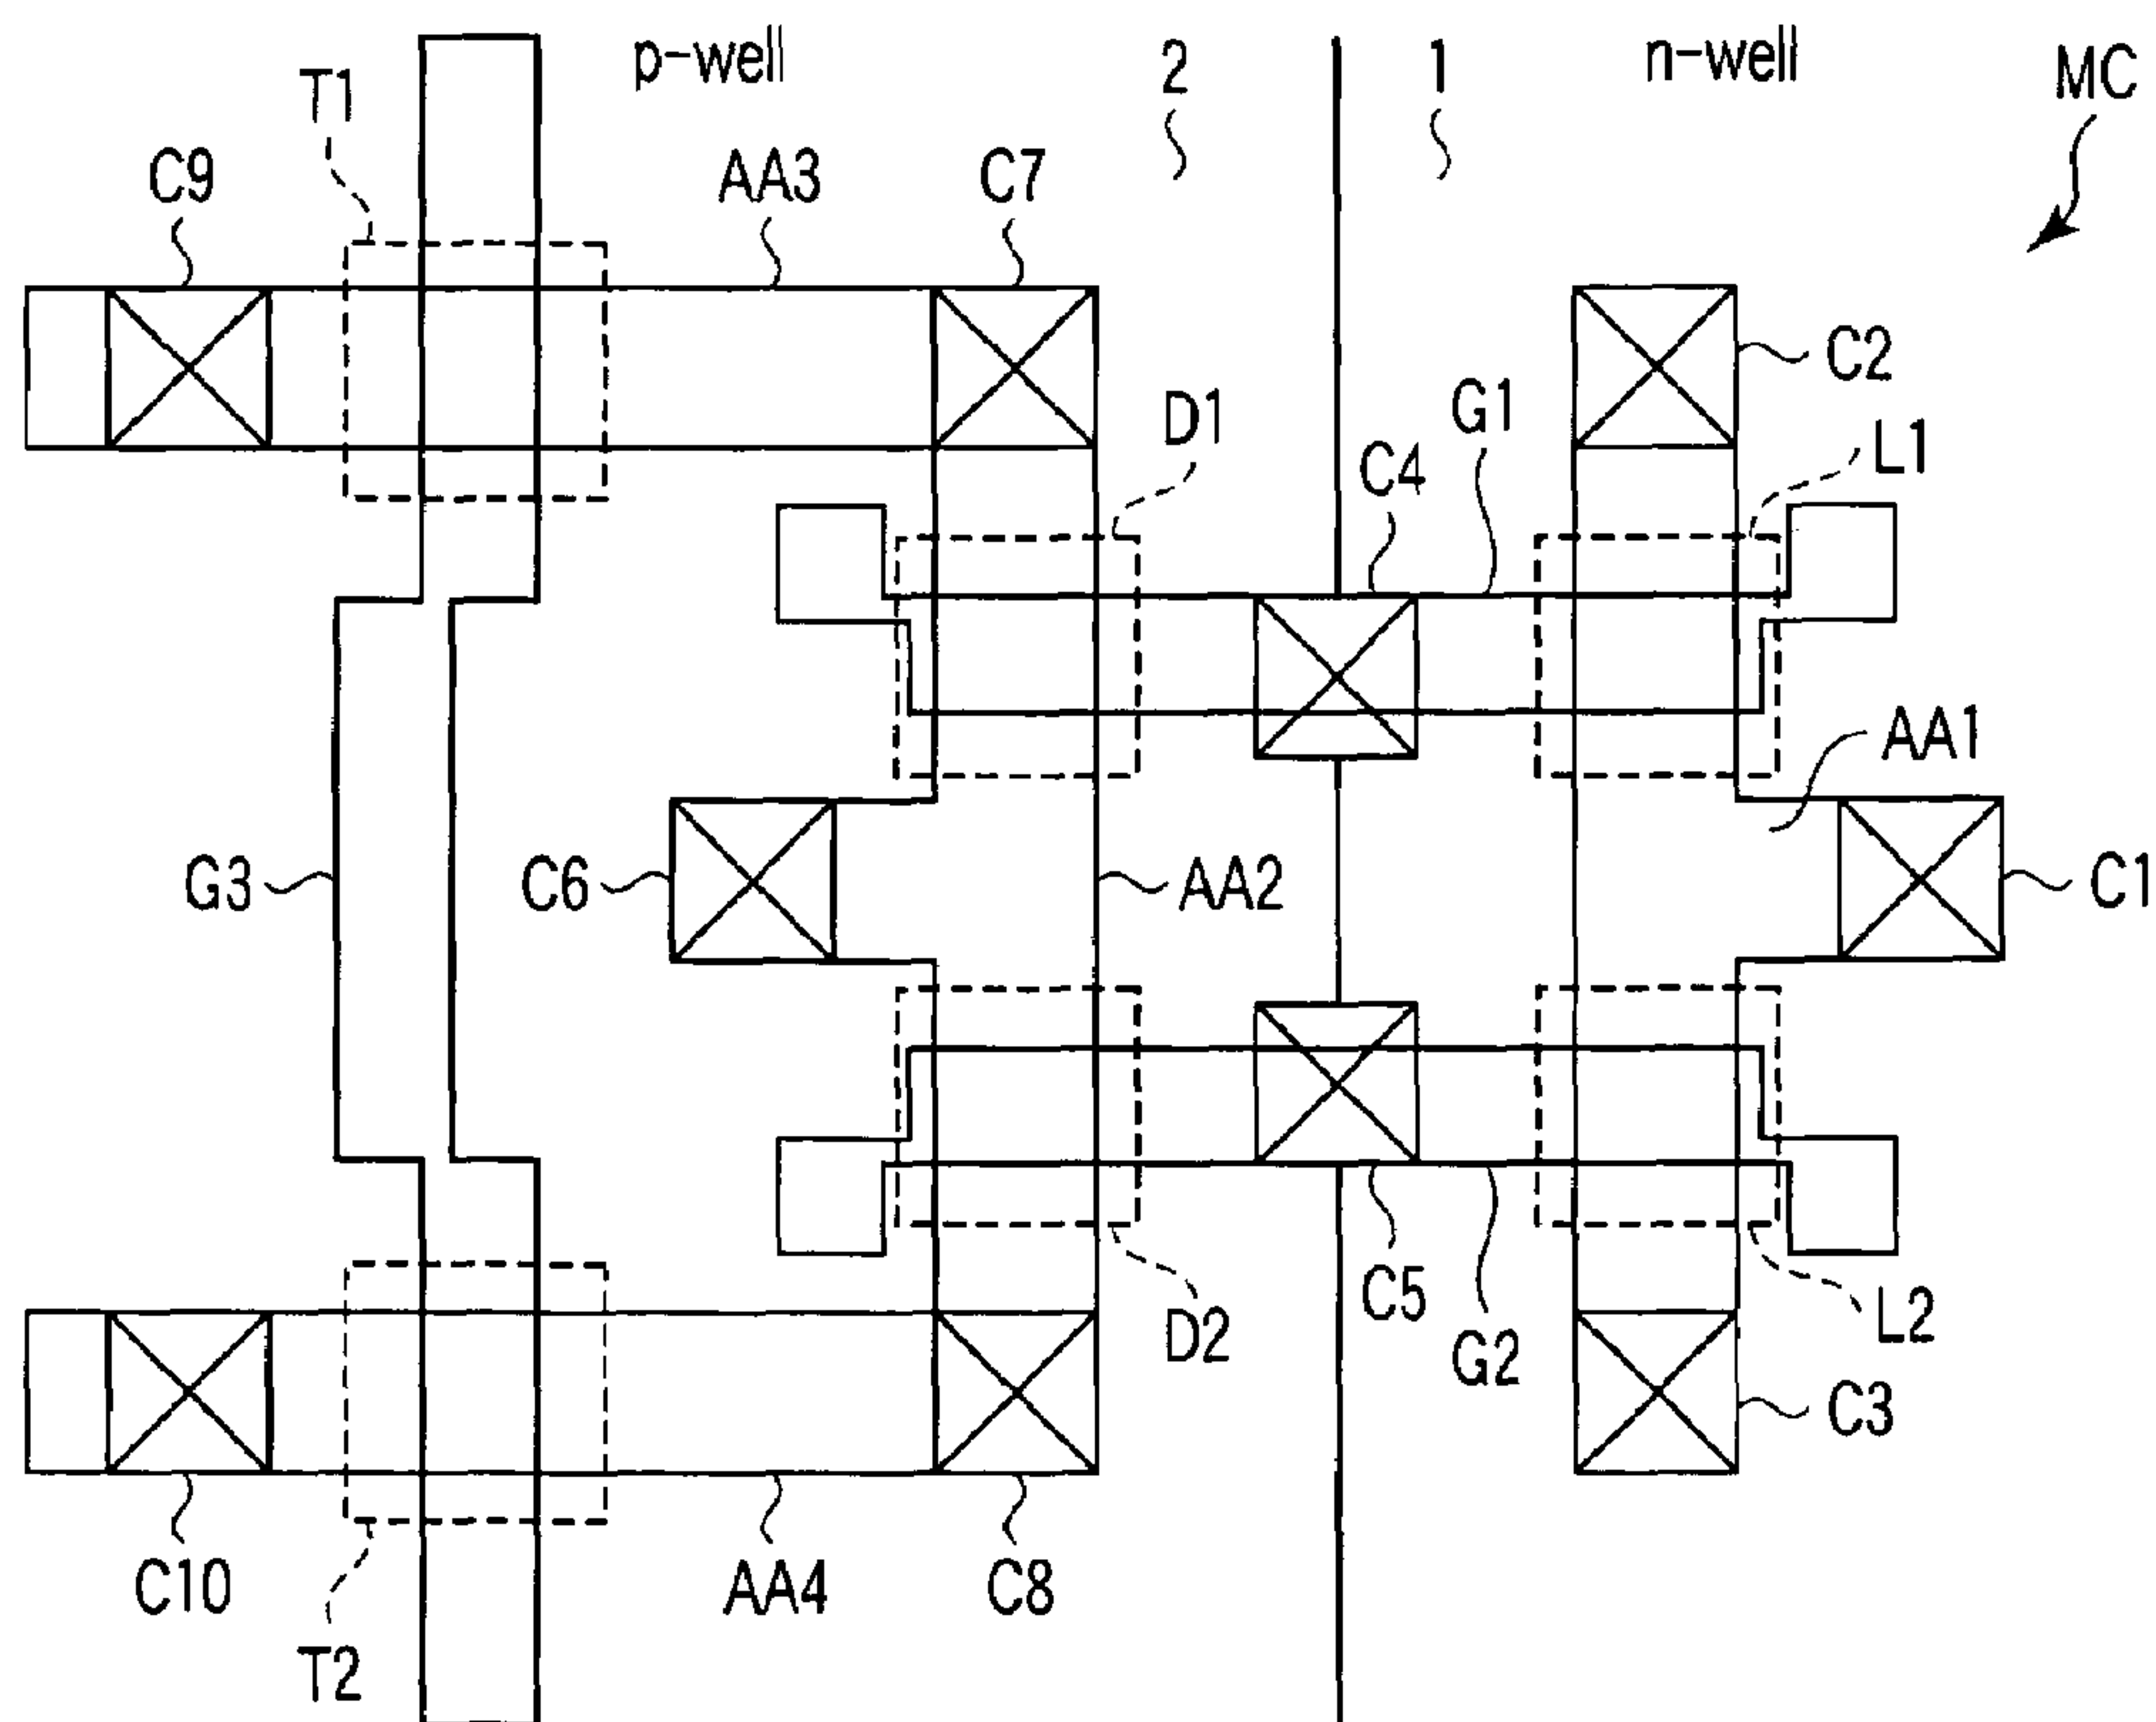 p-well 2 1 n-well MC
T1
C9 AA3 C7
C2
D1 G1
C4 L1
AA1
G3 C6 AA2 C1
C5 L2
D2 G2
C3
C10 AA4 C8
T2